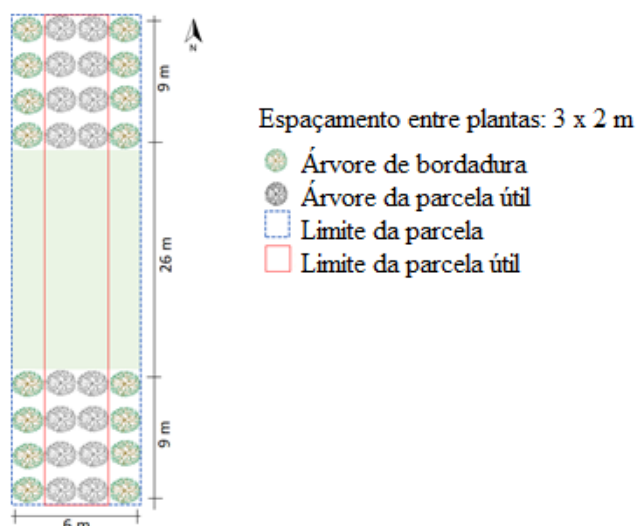 N
9 m
26 m
9 m
6 m
Espaçamento entre plantas: 3 x 2 m
Árvore de bordadura
Árvore da parcela útil
Limite da parcela
Limite da parcela útil